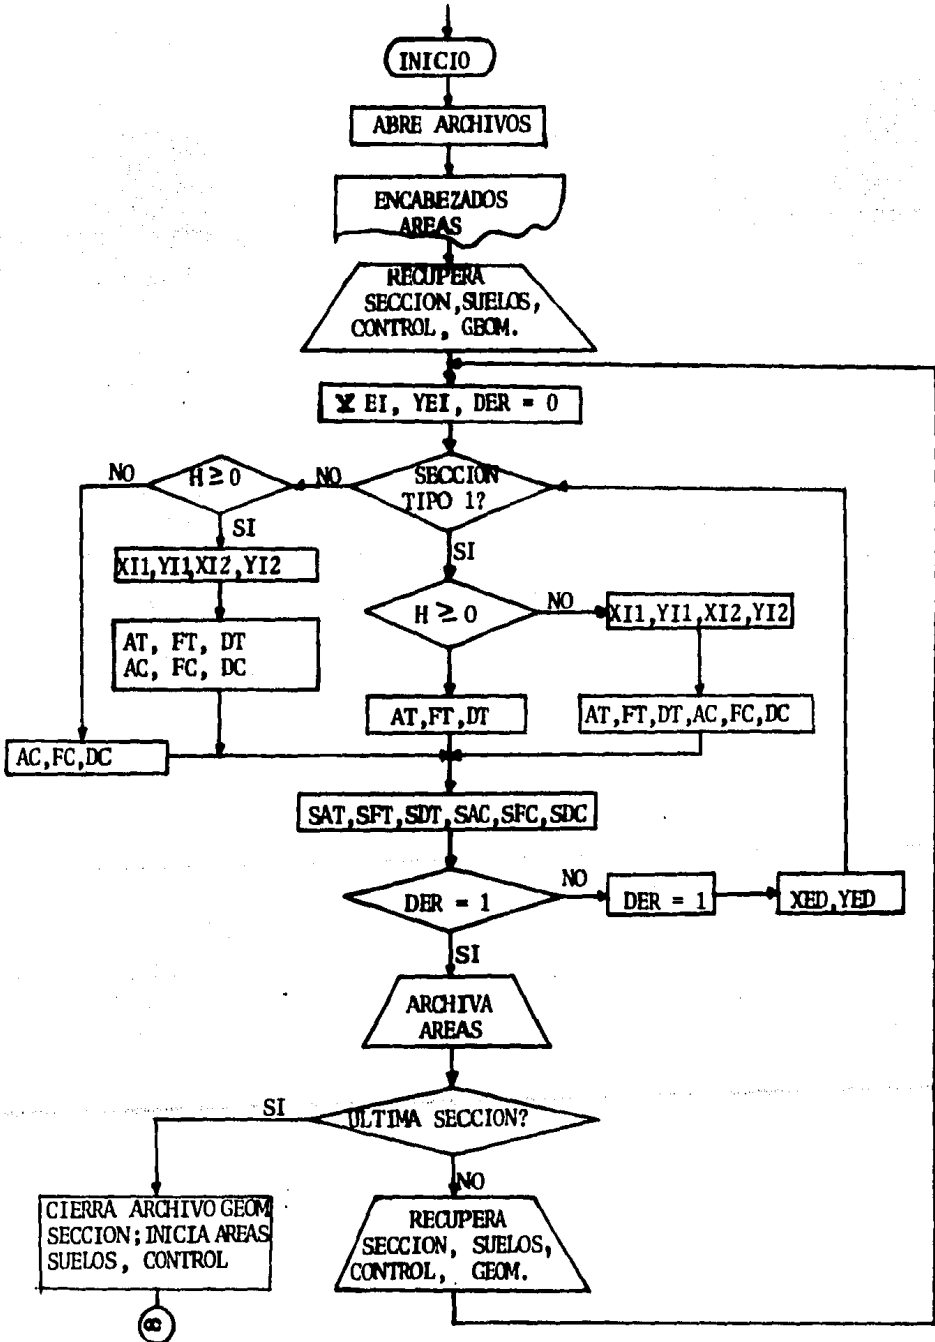 INICIO
ABRE ARCHIVOS
ENCABEZADOS
AREAS
RECUPERA
SECCION, SUELOS,
CONTROL, GEOM.
EI, YEI, DER = 0
SECCION
TIPO 1?
NO
H ≥ 0
NO
SI
SI
XI1,YI1,XI2,YI2
H ≥ 0
NO
XI1,YI1,XI2,YI2
AT, FT, DT
AC, FC, DC
AT,FT,DT
AT,FT,DT,AC,FC,DC
AC,FC,DC
SAT,SFT,SDT,SAC,SFC,SDC
DER = 1
NO
DER = 1
XED,YED
SI
ARCHIVA
AREAS
SI
ULTIMA SECCION?
NO
CIERRA ARCHIVO GEOM
SECCION; INICIA AREAS
SUELOS, CONTROL
RECUPERA
SECCION, SUELOS,
CONTROL, GEOM.
8